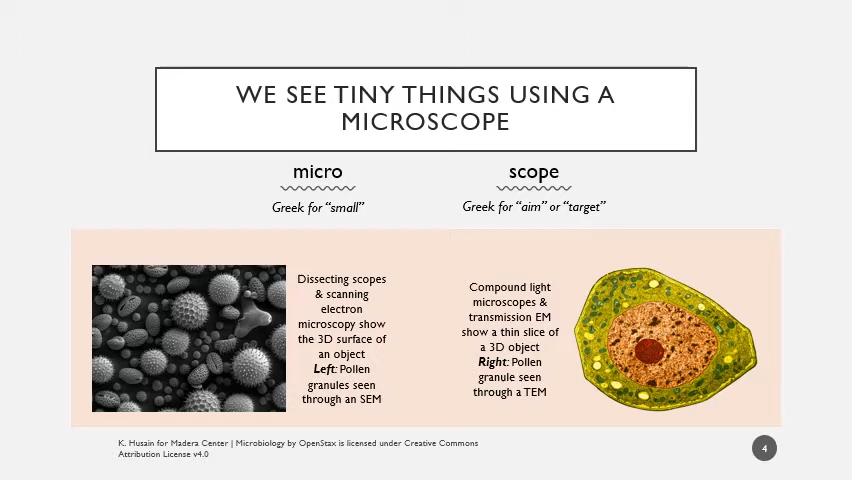 WE SEE TINY THINGS USING A
MICROSCOPE
micro
Greek for “small”
scope
Greek for “aim” or “target”
Dissecting scopes
& scanning
electron
microscopy show
the 3D surface of
an object
Left: Pollen
granules seen
through an SEM
Compound light
microscopes &
transmission EM
show a thin slice of
a 3D object
Right: Pollen
granule seen
through a TEM
K. Husain for Madera Center | Microbiology by OpenStax is licensed under Creative Commons
Attribution License v4.0
4